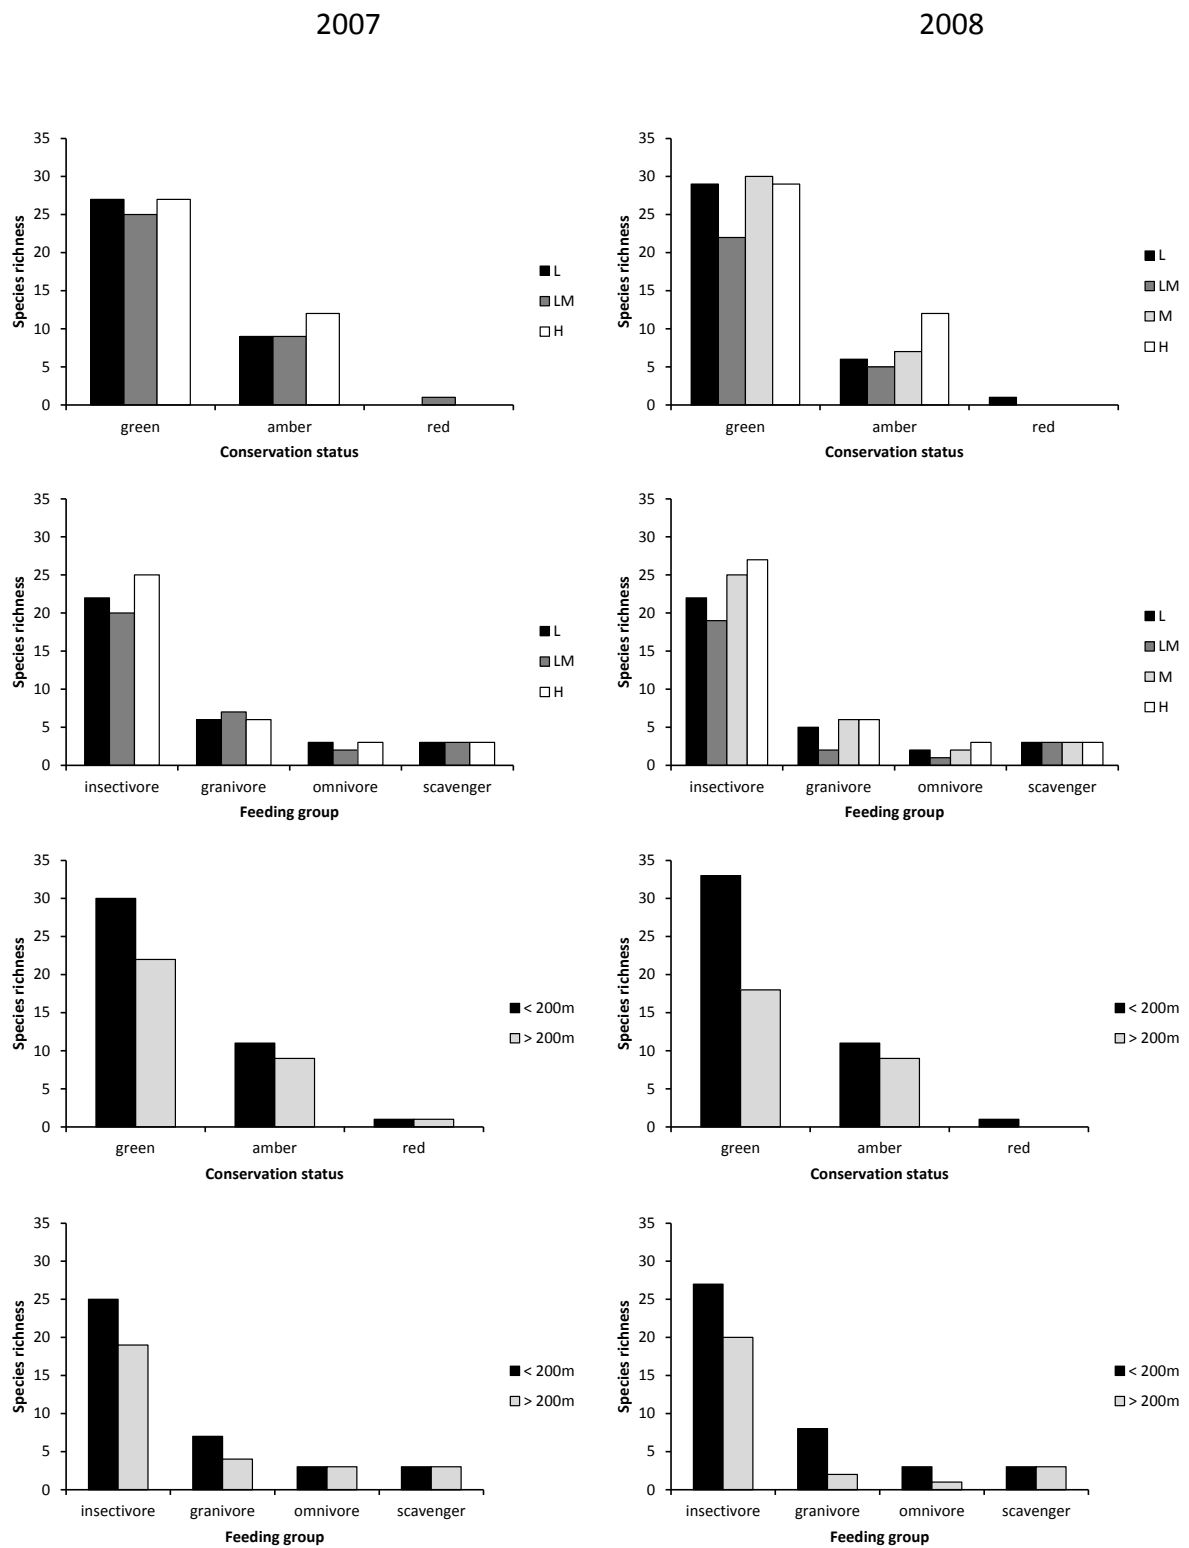 2007
2008
35
30
25
20
15
10
5
0
Species richness
green amber red
Conservation status
L
LM
H
35
30
25
20
15
10
5
0
Species richness
green amber red
Conservation status
L
LM
M
H
35
30
25
20
15
10
5
0
Species richness
insectivore granivore omnivore scavenger
Feeding group
L
LM
H
35
30
25
20
15
10
5
0
Species richness
insectivore granivore omnivore scavenger
Feeding group
L
LM
M
H
35
30
25
20
15
10
5
0
Species richness
green amber red
Conservation status
< 200m
> 200m
35
30
25
20
15
10
5
0
Species richness
green amber red
Conservation status
< 200m
> 200m
35
30
25
20
15
10
5
0
Species richness
insectivore granivore omnivore scavenger
Feeding group
< 200m
> 200m
35
30
25
20
15
10
5
0
Species richness
insectivore granivore omnivore scavenger
Feeding group
< 200m
> 200m